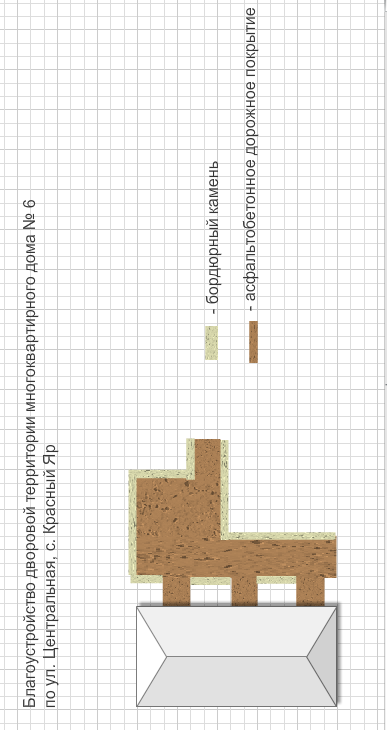 Благоустройство дворовой территории многоквартирного дома № 6
по ул. Центральная, с. Красный Яр
- бордюрный камень
- асфальтобетонное дорожное покрытие